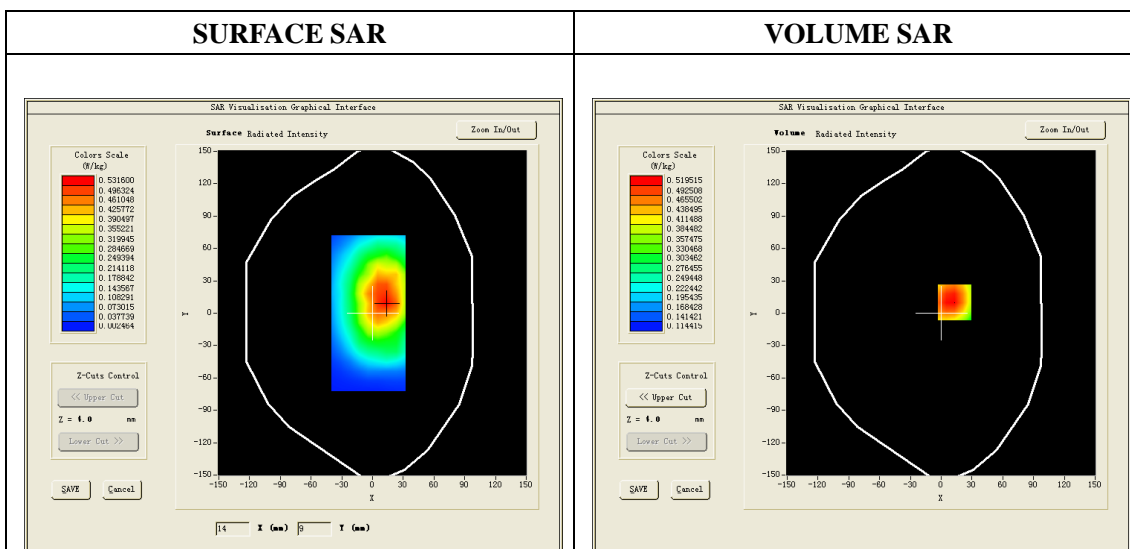 SURFACE SAR
SAR Visualisation Graphical Interface
Surface Radiated Intensity
Zoom In/Out
Colors Scale
(W/kg)
0.531600
0.496324
0.461048
0.425772
0.390497
0.355221
0.319945
0.284669
0.249394
0.214118
0.178842
0.143567
0.108291
0.073015
0.037739
0.002464
Z-Cuts Control
<< Upper Cut
Z = 4.0 mm
Lower Cut >>
SAVE Cancel
150
120
90
60
30
0
-30
-60
-90
-120
-150
Y
-150 -120 -90 -60 -30 0 30 60 90 120 150
X
14 X (mm) 9 Y (mm)
VOLUME SAR
SAR Visualisation Graphical Interface
Volume Radiated Intensity
Zoom In/Out
Colors Scale
(W/kg)
0.519515
0.492508
0.465502
0.438495
0.411488
0.384482
0.357475
0.330468
0.303462
0.276455
0.249448
0.222442
0.195435
0.168428
0.141421
0.114415
Z-Cuts Control
<< Upper Cut
Z = 4.0 mm
Lower Cut >>
SAVE Cancel
150
120
90
60
30
0
-30
-60
-90
-120
-150
Y
-150 -120 -90 -60 -30 0 30 60 90 120 150
X